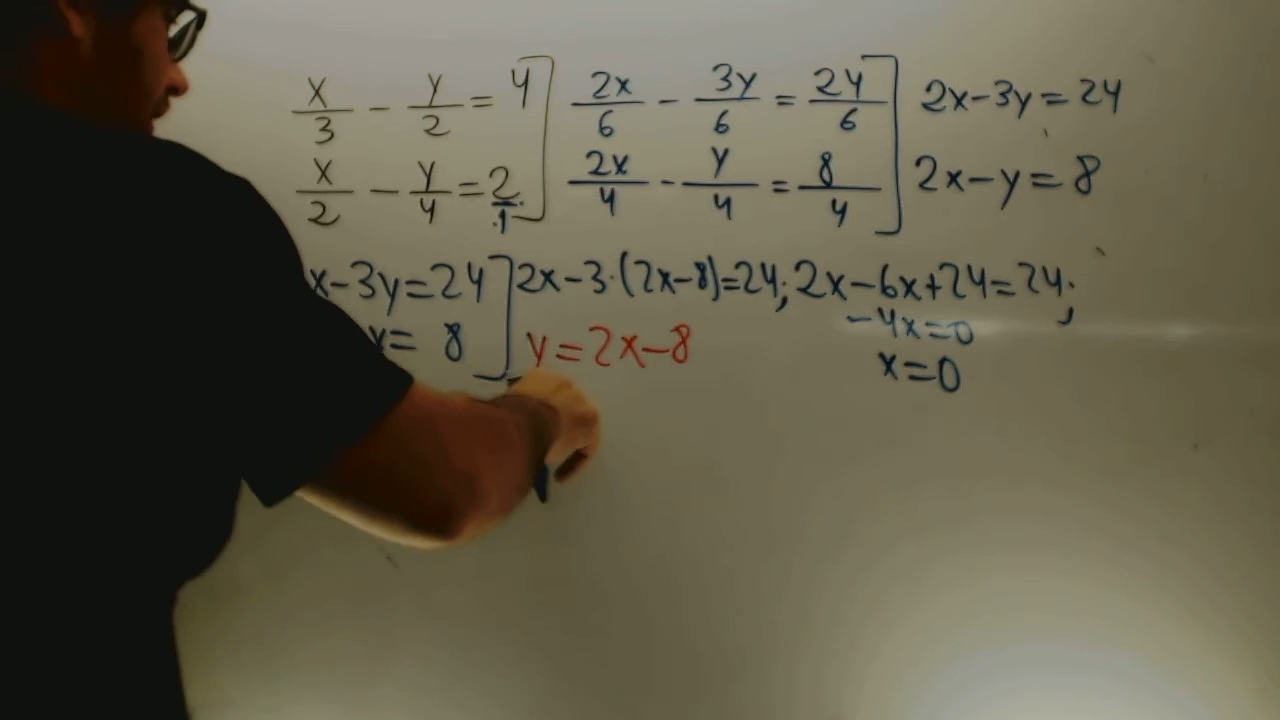 x/3 - y/2 = 4] 2x/6 - 3y/6 = 24/6] 2x-3y=24
x/2 - y/4 = 2/1] 2x/4 - y/4 = 8/4] 2x-y=8
x-3y=24] 2x-3·(2x-8)=24; 2x-6x+24=24;
y= 8] y=2x-8 -4x=0
x=0